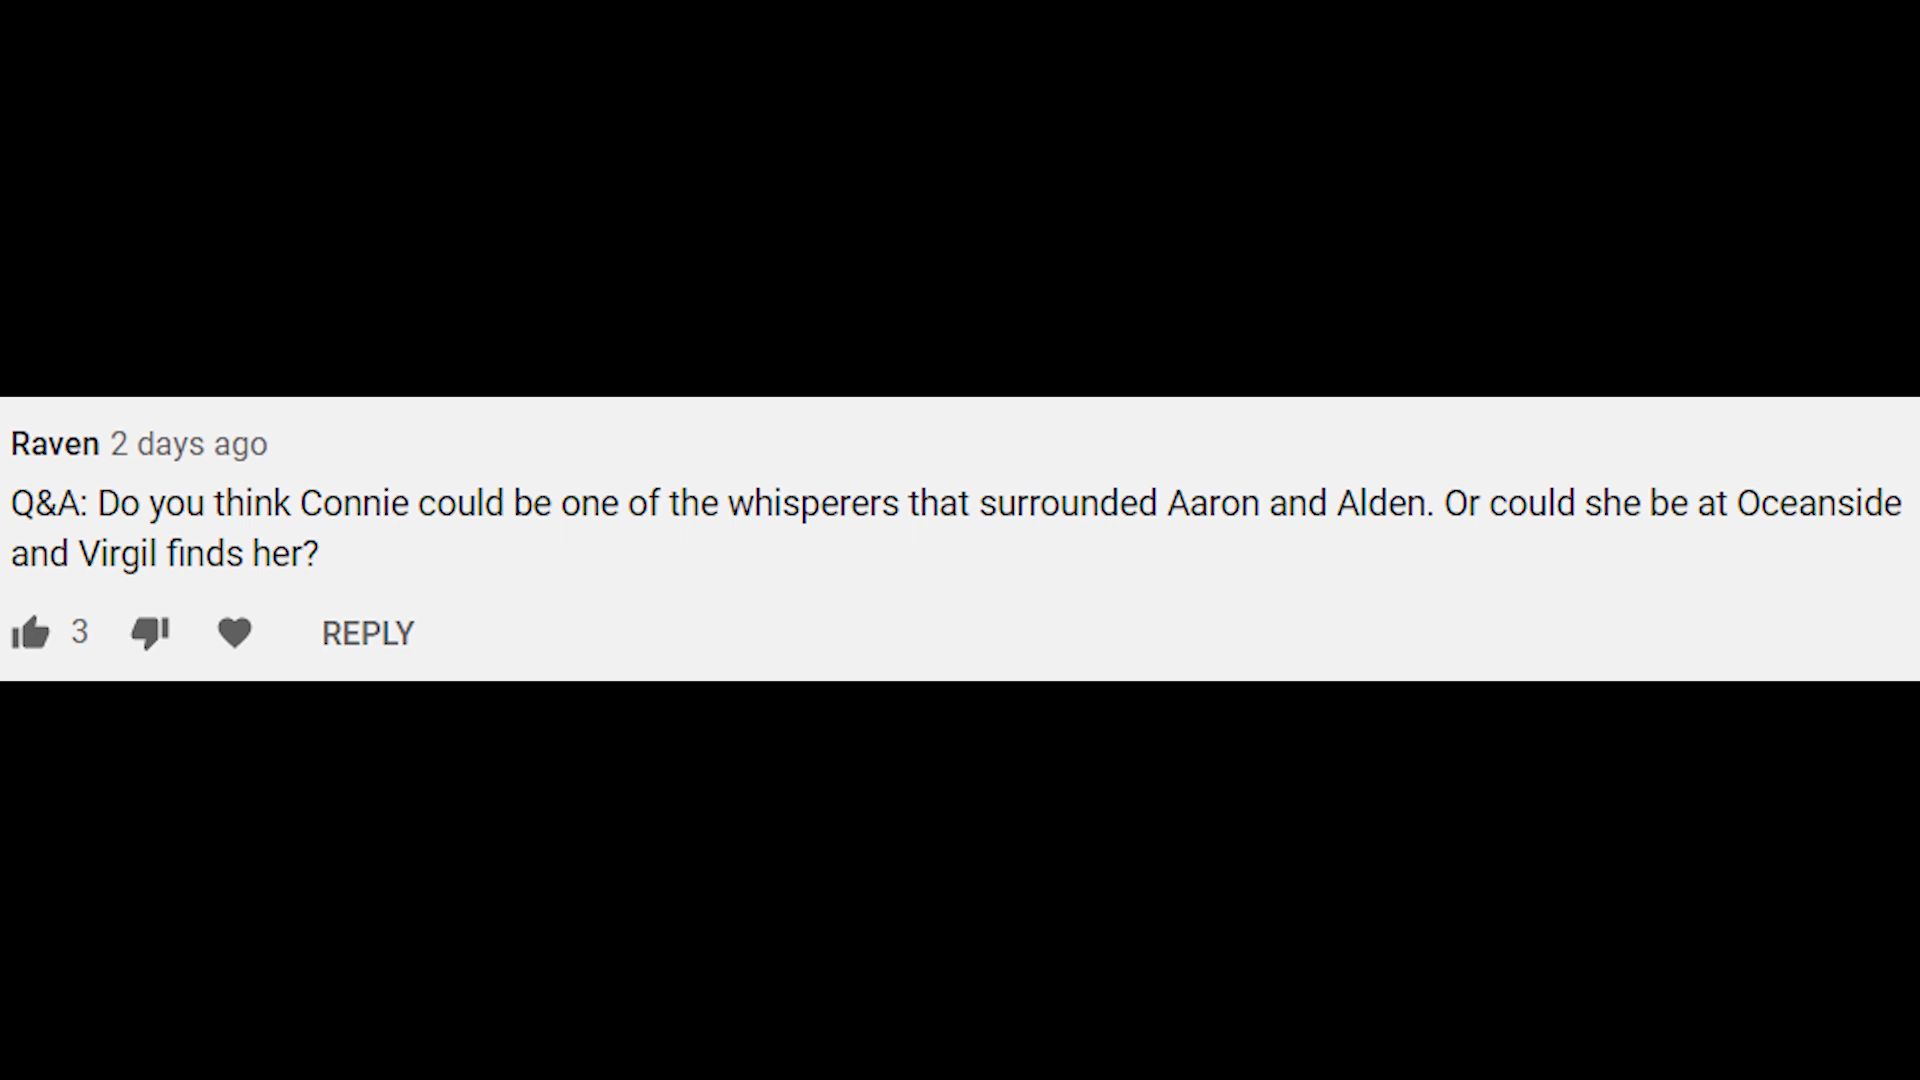 Raven 2 days ago
Q&A: Do you think Connie could be one of the whisperers that surrounded Aaron and Alden. Or could she be at Oceanside
and Virgil finds her?
3 REPLY